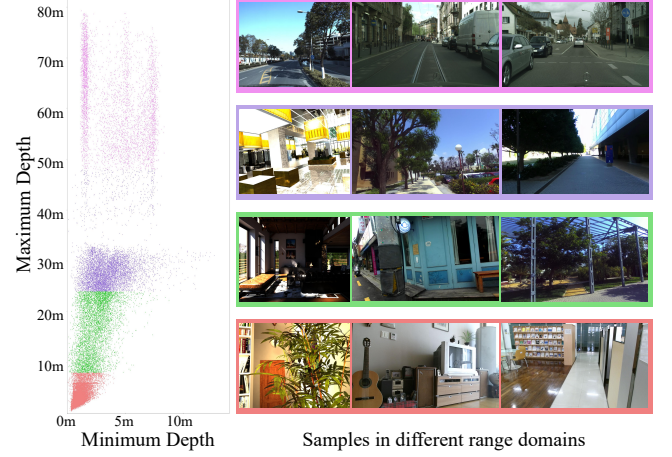 80m
70m
60m
50m
40m
30m
20m
10m
Maximum Depth
0m 5m 10m
Minimum Depth
Samples in different range domains